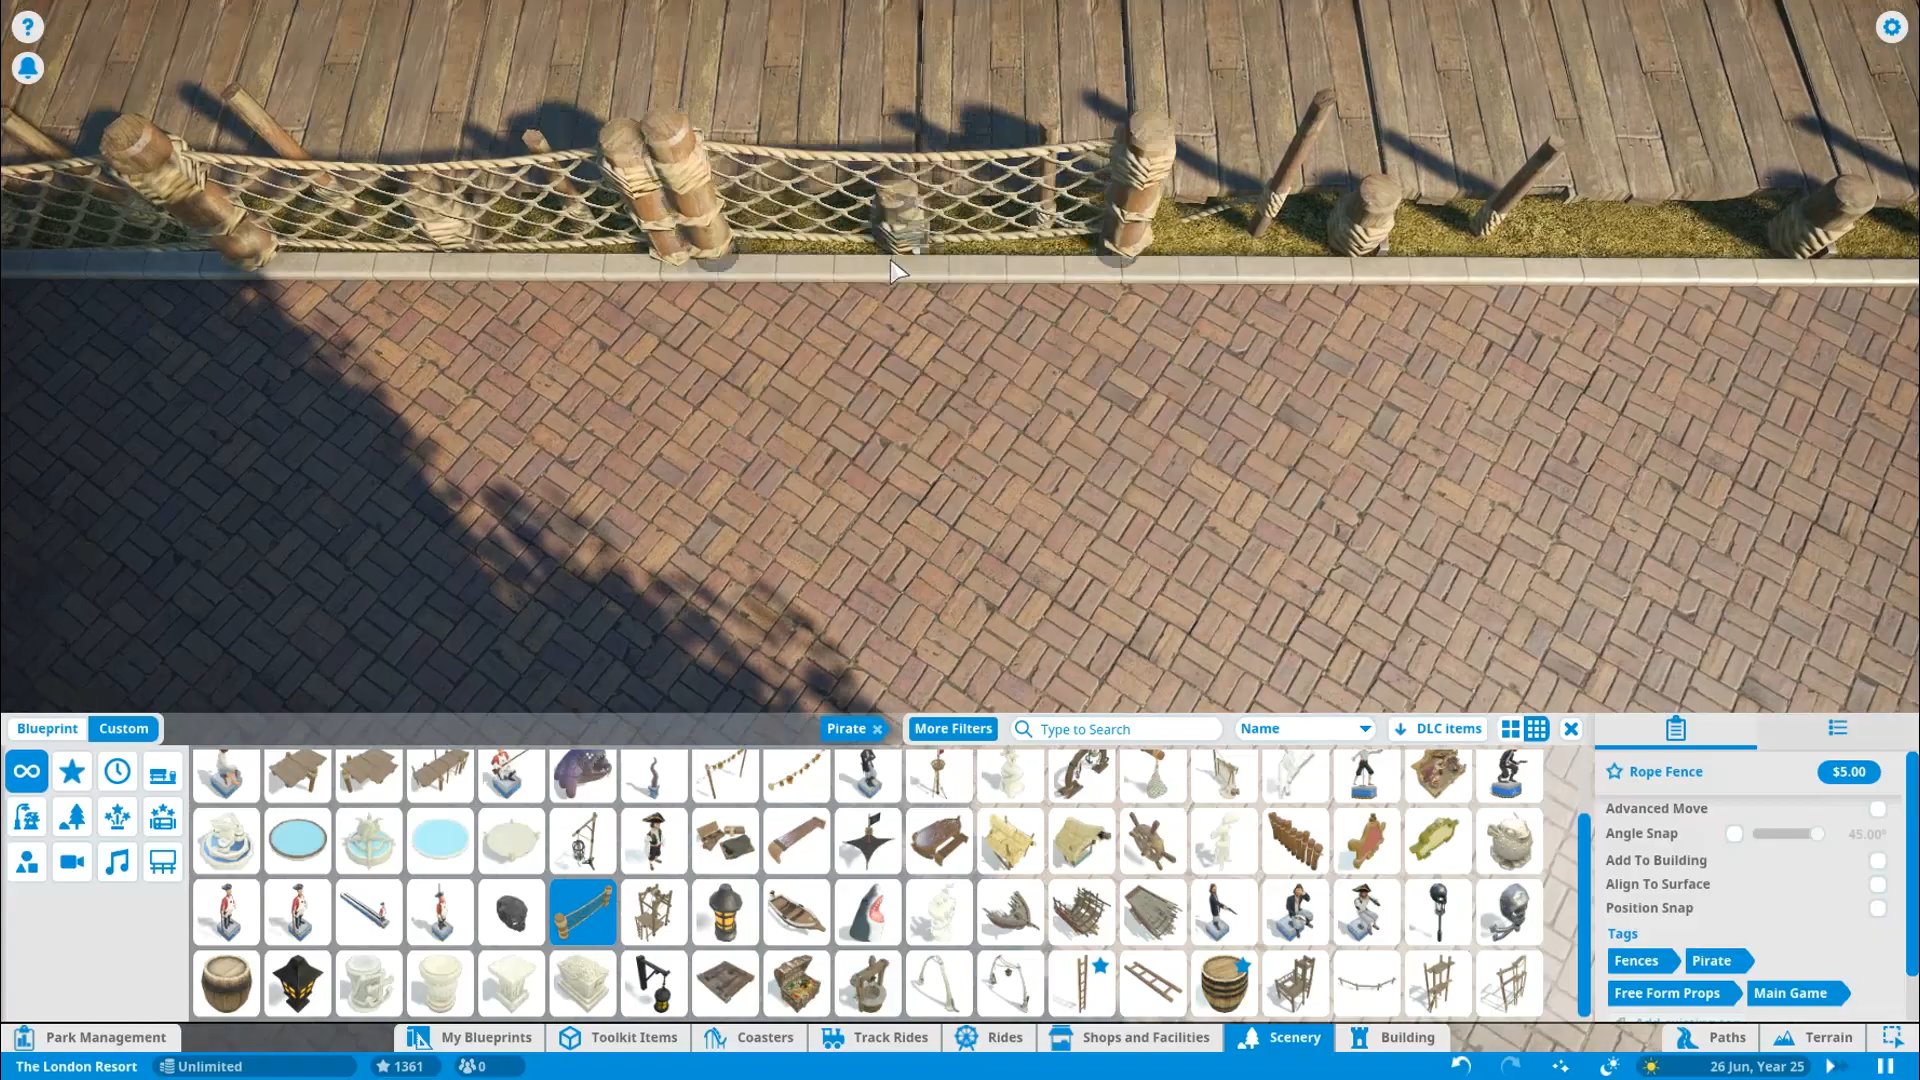 ?
Blueprint
Custom
Pirate ×
More Filters
Type to Search
Name
DLC items
Rope Fence
$5.00
Advanced Move
Angle Snap
45.00°
Add To Building
Align To Surface
Position Snap
Tags
Fences
Pirate
Free Form Props
Main Game
Park Management
My Blueprints
Toolkit Items
Coasters
Track Rides
Rides
Shops and Facilities
Scenery
Building
Paths
Terrain
The London Resort
Unlimited
1361
0
26 Jun, Year 25